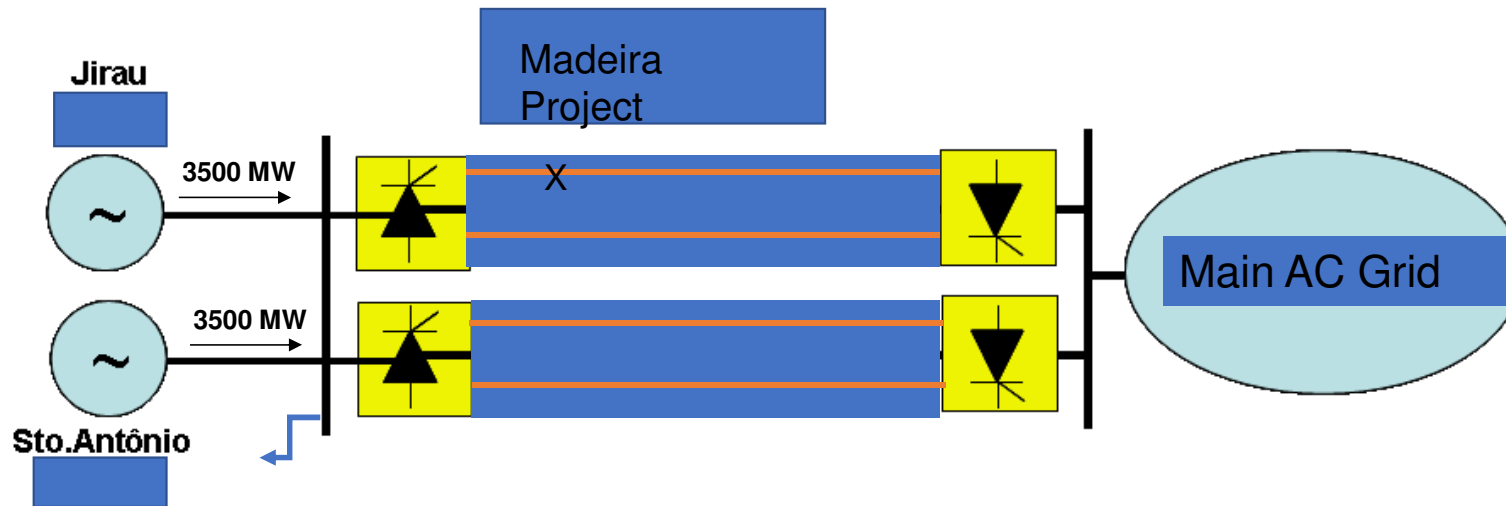 Madeira
Project
Jirau
3500 MW
X
~
Main AC Grid
3500 MW
~
Sto.Antônio